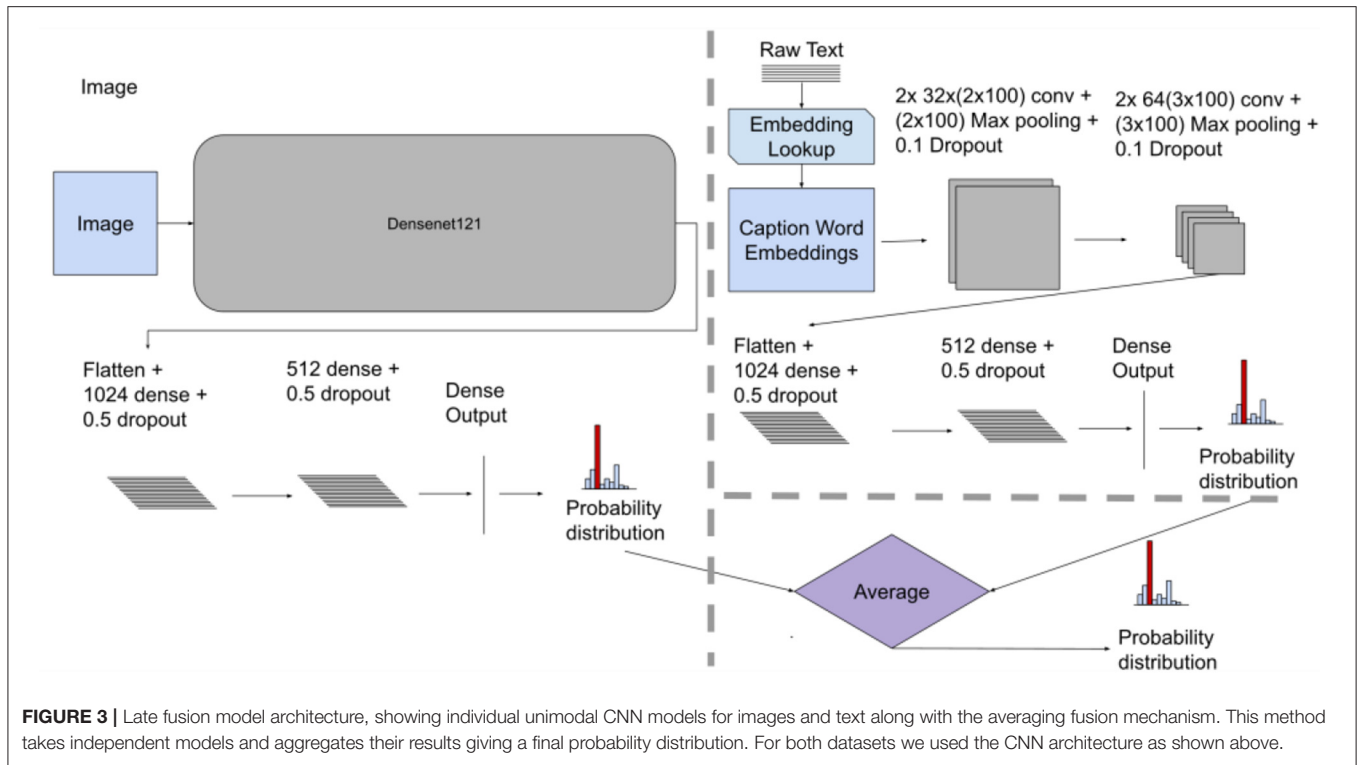 Image
Image
Densenet121
Flatten +
1024 dense +
0.5 dropout
512 dense +
0.5 dropout
Dense
Output
Probability
distribution
Raw Text
Embedding
Lookup
Caption Word
Embeddings
2x 32x(2x100) conv +
(2x100) Max pooling +
0.1 Dropout
2x 64(3x100) conv +
(3x100) Max pooling +
0.1 Dropout
Flatten +
1024 dense +
0.5 dropout
512 dense +
0.5 dropout
Dense
Output
Probability
distribution
Average
Probability
distribution
FIGURE 3 | Late fusion model architecture, showing individual unimodal CNN models for images and text along with the averaging fusion mechanism. This method
takes independent models and aggregates their results giving a final probability distribution. For both datasets we used the CNN architecture as shown above.